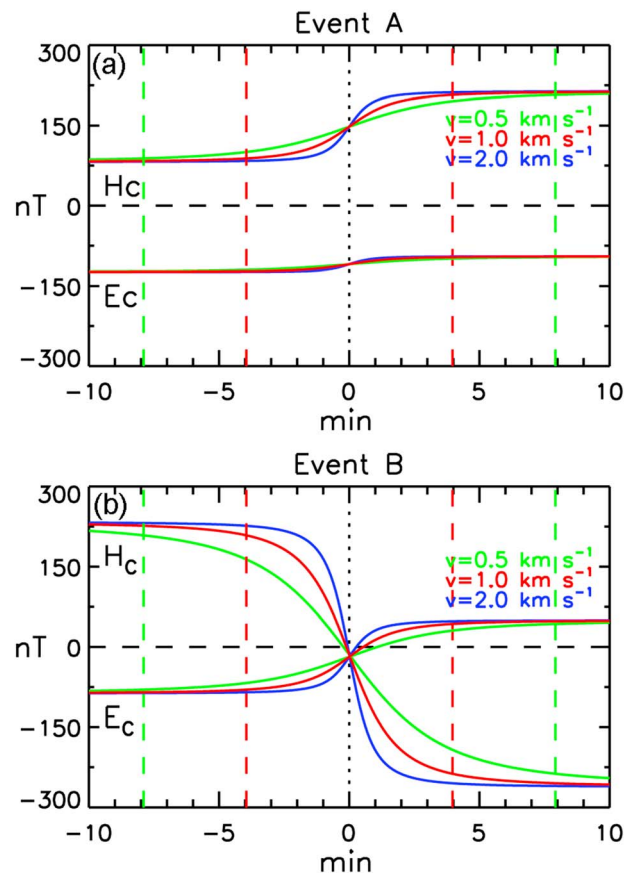 Event A
(a)
300
150
nT 0
-150
-300
Hc
Ec
v=0.5 km s⁻¹
v=1.0 km s⁻¹
v=2.0 km s⁻¹
-10 -5 0 5 10
min
Event B
(b)
300
150
nT 0
-150
-300
Hc
Ec
v=0.5 km s⁻¹
v=1.0 km s⁻¹
v=2.0 km s⁻¹
-10 -5 0 5 10
min